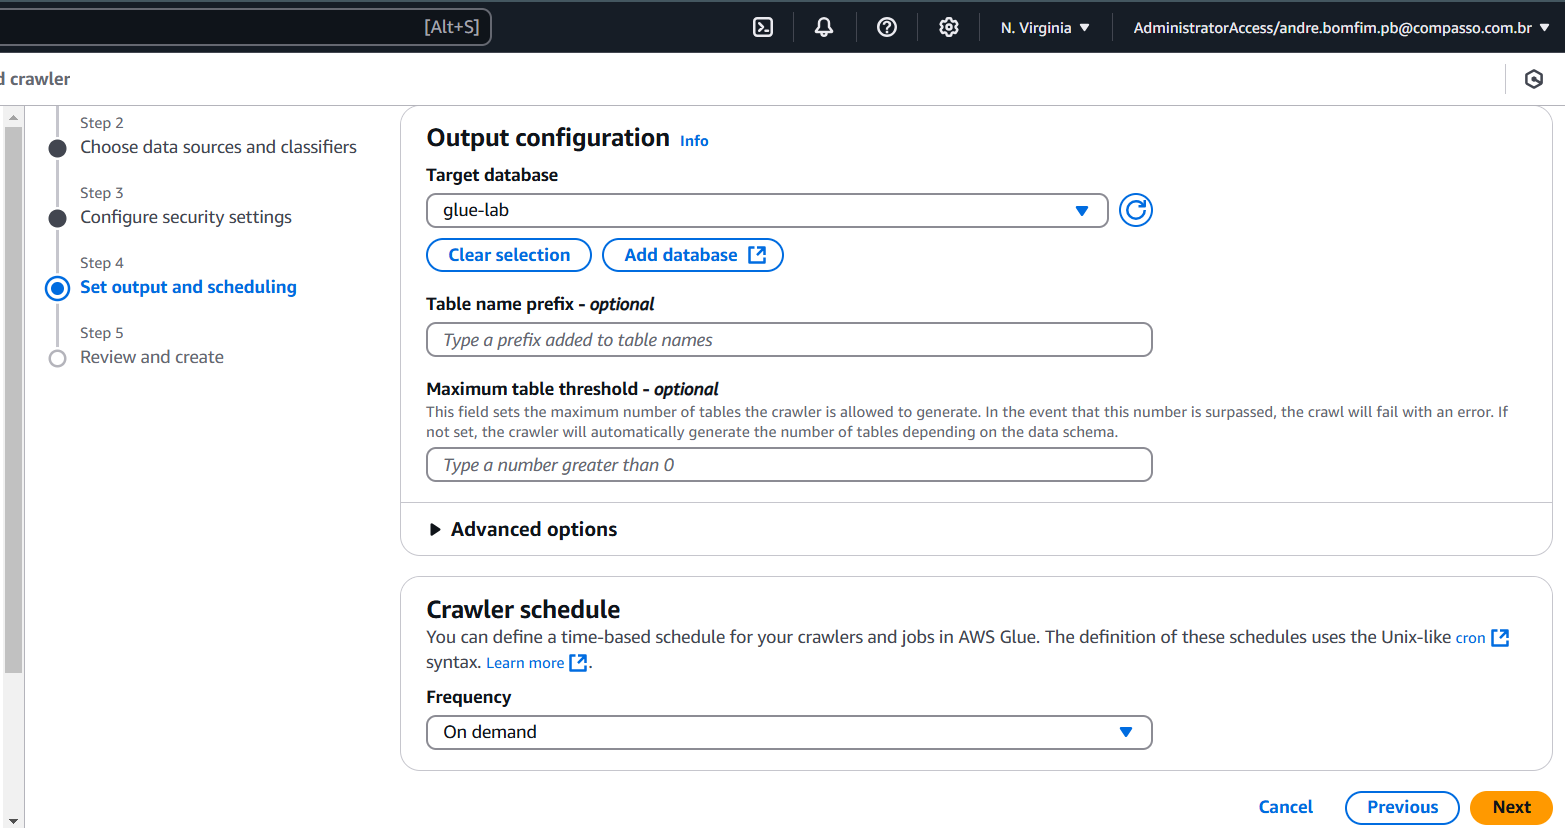 [Alt+S]
N. Virginia
AdministratorAccess/andre.bomfim.pb@compasso.com.br
d crawler
Step 2
Choose data sources and classifiers
Step 3
Configure security settings
Step 4
Set output and scheduling
Step 5
Review and create
Output configuration Info
Target database
glue-lab
Clear selection
Add database
Table name prefix - optional
Type a prefix added to table names
Maximum table threshold - optional
This field sets the maximum number of tables the crawler is allowed to generate. In the event that this number is surpassed, the crawl will fail with an error. If
not set, the crawler will automatically generate the number of tables depending on the data schema.
Type a number greater than 0
Advanced options
Crawler schedule
You can define a time-based schedule for your crawlers and jobs in AWS Glue. The definition of these schedules uses the Unix-like cron
syntax. Learn more .
Frequency
On demand
Cancel
Previous
Next